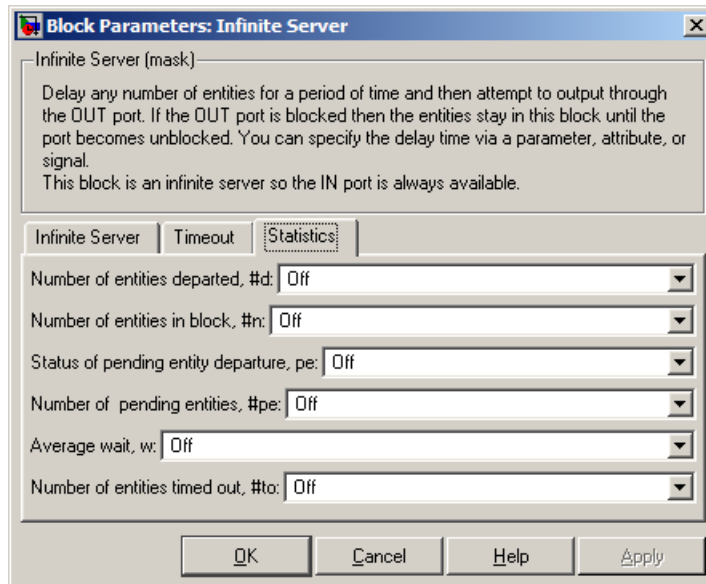 Block Parameters: Infinite Server
Infinite Server (mask)
Delay any number of entities for a period of time and then attempt to output through
the OUT port. If the OUT port is blocked then the entities stay in this block until the
port becomes unblocked. You can specify the delay time via a parameter, attribute, or
signal.
This block is an infinite server so the IN port is always available.
Infinite Server Timeout Statistics
Number of entities departed, #d: Off
Number of entities in block, #n: Off
Status of pending entity departure, pe: Off
Number of pending entities, #pe: Off
Average wait, w: Off
Number of entities timed out, #to: Off
OK Cancel Help Apply